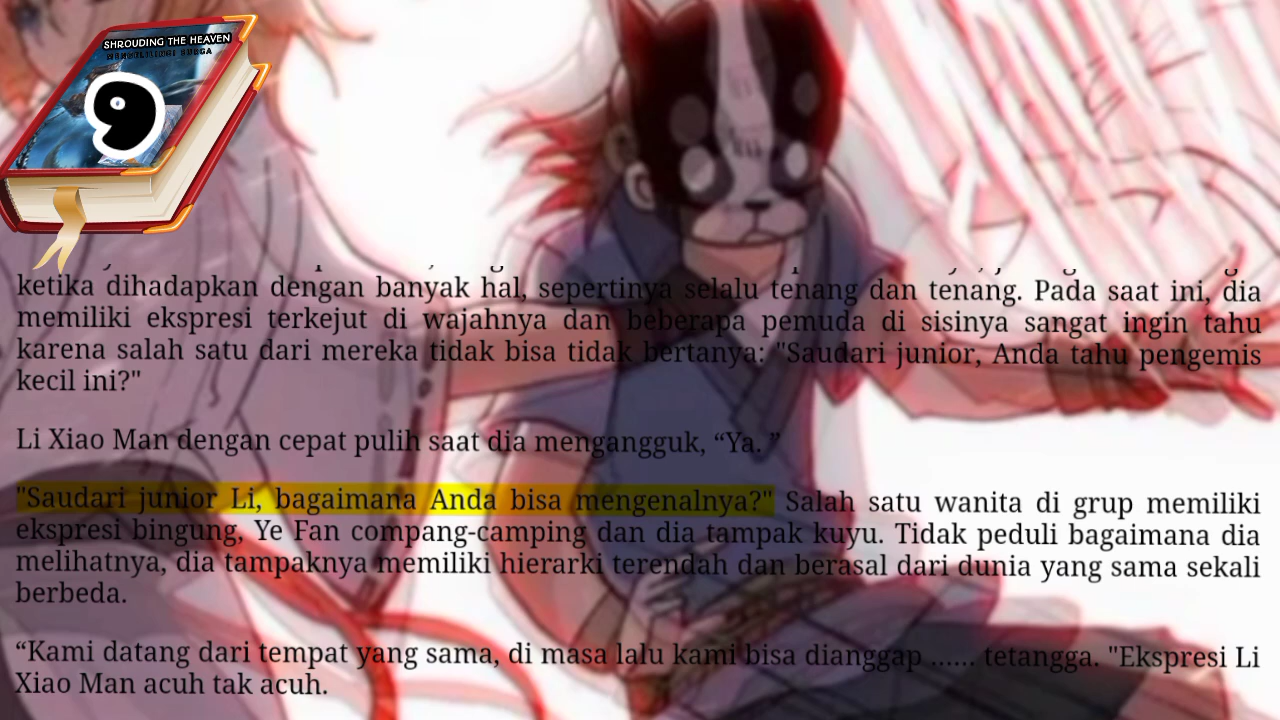 SHROUDING THE HEAVEN
9
ketika dihadapkan dengan banyak hal, sepertinya selalu tenang dan tenang. Pada saat ini, dia
memiliki ekspresi terkejut di wajahnya dan beberapa pemuda di sisinya sangat ingin tahu
karena salah satu dari mereka tidak bisa tidak bertanya: "Saudari junior, Anda tahu pengemis
kecil ini?"
Li Xiao Man dengan cepat pulih saat dia mengangguk, “Ya. ”
"Saudari junior Li, bagaimana Anda bisa mengenalnya?" Salah satu wanita di grup memiliki
ekspresi bingung, Ye Fan compang-camping dan dia tampak kuyu. Tidak peduli bagaimana dia
melihatnya, dia tampaknya memiliki hierarki terendah dan berasal dari dunia yang sama sekali
berbeda.
“Kami datang dari tempat yang sama, di masa lalu kami bisa dianggap …… tetangga. "Ekspresi Li
Xiao Man acuh tak acuh.